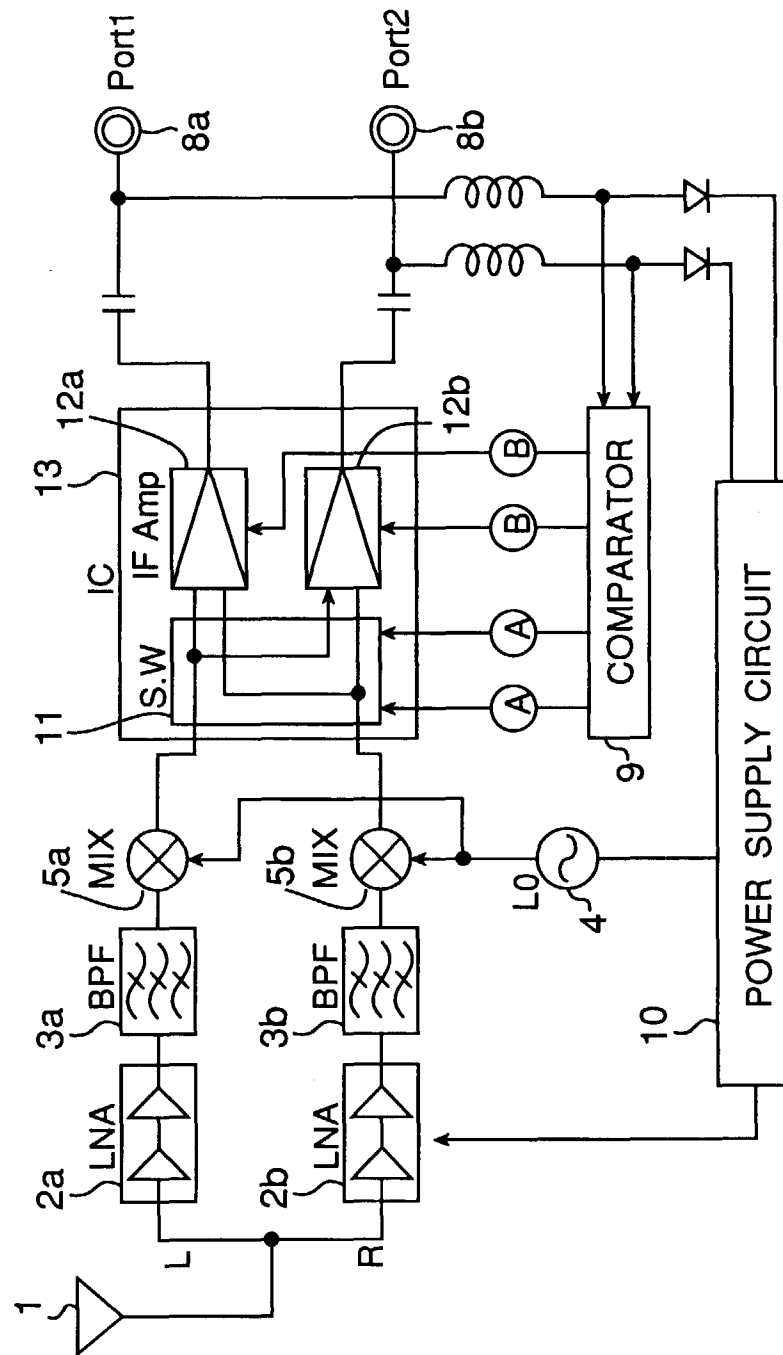 1
L
R
2a
LNA
2b
LNA
3a
BPF
3b
BPF
5a
MIX
5b
MIX
LO
4
11
S.W
IC
13
IF Amp
12a
12b
A
A
B
B
COMPARATOR
9
10
POWER SUPPLY CIRCUIT
Port1
8a
Port2
8b